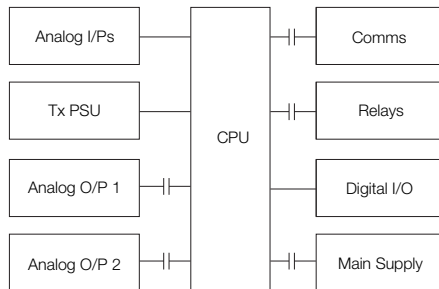 Analog I/Ps
Comms
Tx PSU
Relays
CPU
Analog O/P 1
Digital I/O
Analog O/P 2
Main Supply